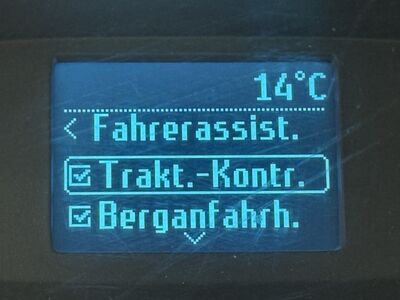 14°C
< Fahrerassist.
☑ Trakt.-Kontr.
☑ Berganfahrh.